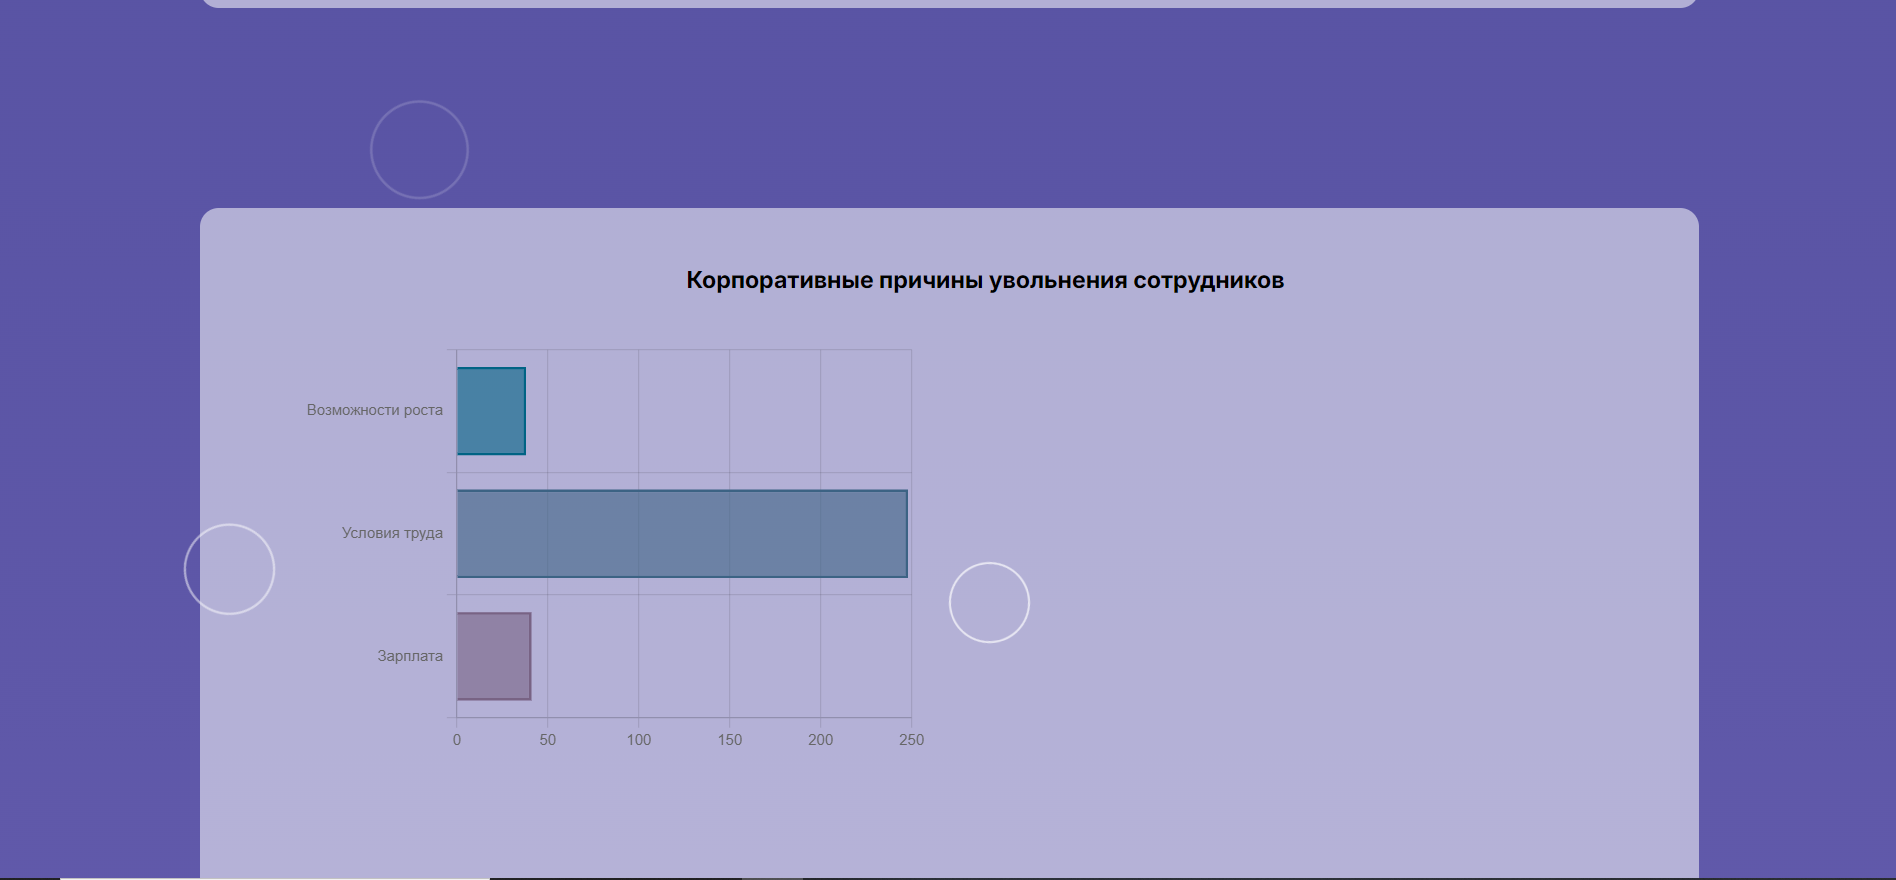 Корпоративные причины увольнения сотрудников
Возможности роста
Условия труда
Зарплата
0 50 100 150 200 250